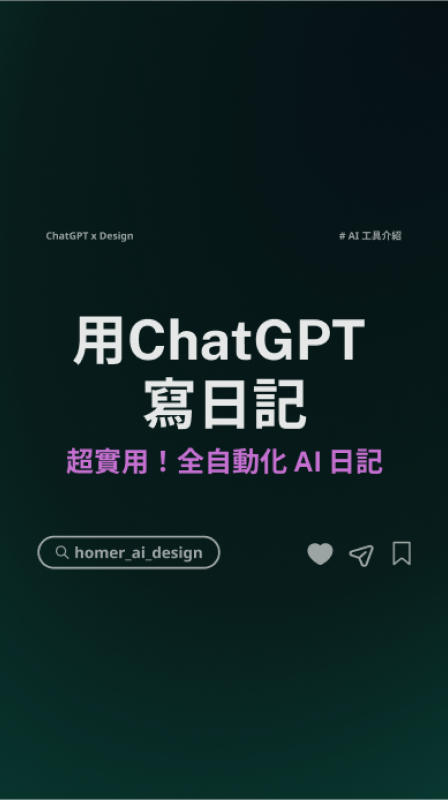 ChatGPT x Design
# AI 工具介紹
用ChatGPT
寫日記
超實用！全自動化 AI 日記
homer_ai_design